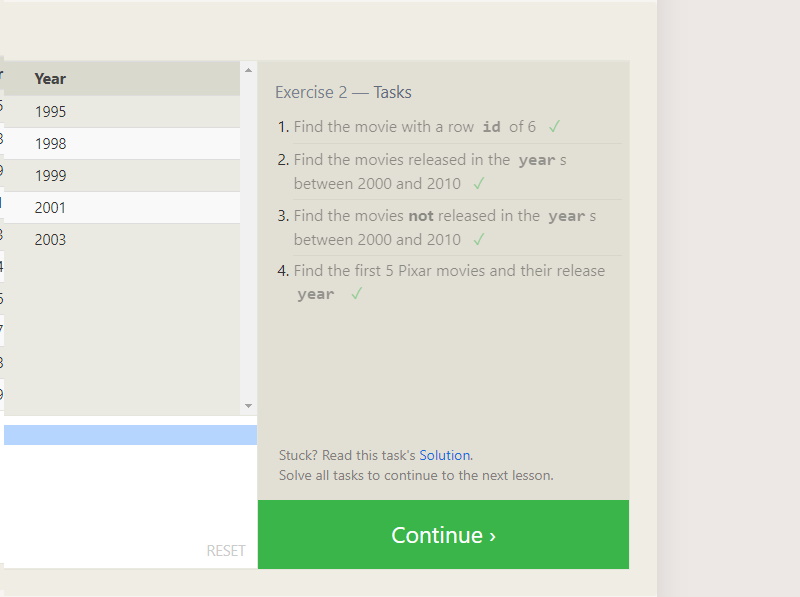 Year
1995
1998
1999
2001
2003
RESET
Exercise 2 — Tasks
1. Find the movie with a row id of 6 ✓
2. Find the movies released in the year s
between 2000 and 2010 ✓
3. Find the movies not released in the year s
between 2000 and 2010 ✓
4. Find the first 5 Pixar movies and their release
year ✓
Stuck? Read this task's Solution.
Solve all tasks to continue to the next lesson.
Continue ›